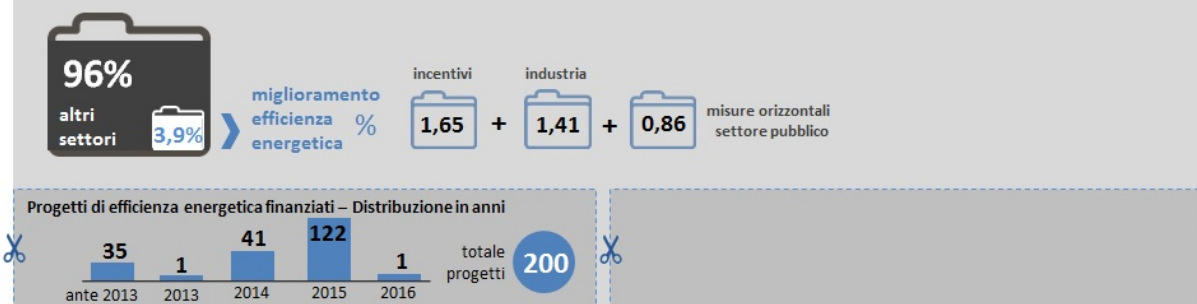 96%
altri
settori
3,9%
miglioramento
efficienza
energetica
%
incentivi
1,65
+
industria
1,41
+
0,86
misure orizzontali
settore pubblico
Progetti di efficienza energetica finanziati – Distribuzione in anni
35
1
41
122
1
ante 2013
2013
2014
2015
2016
totale
progetti
200